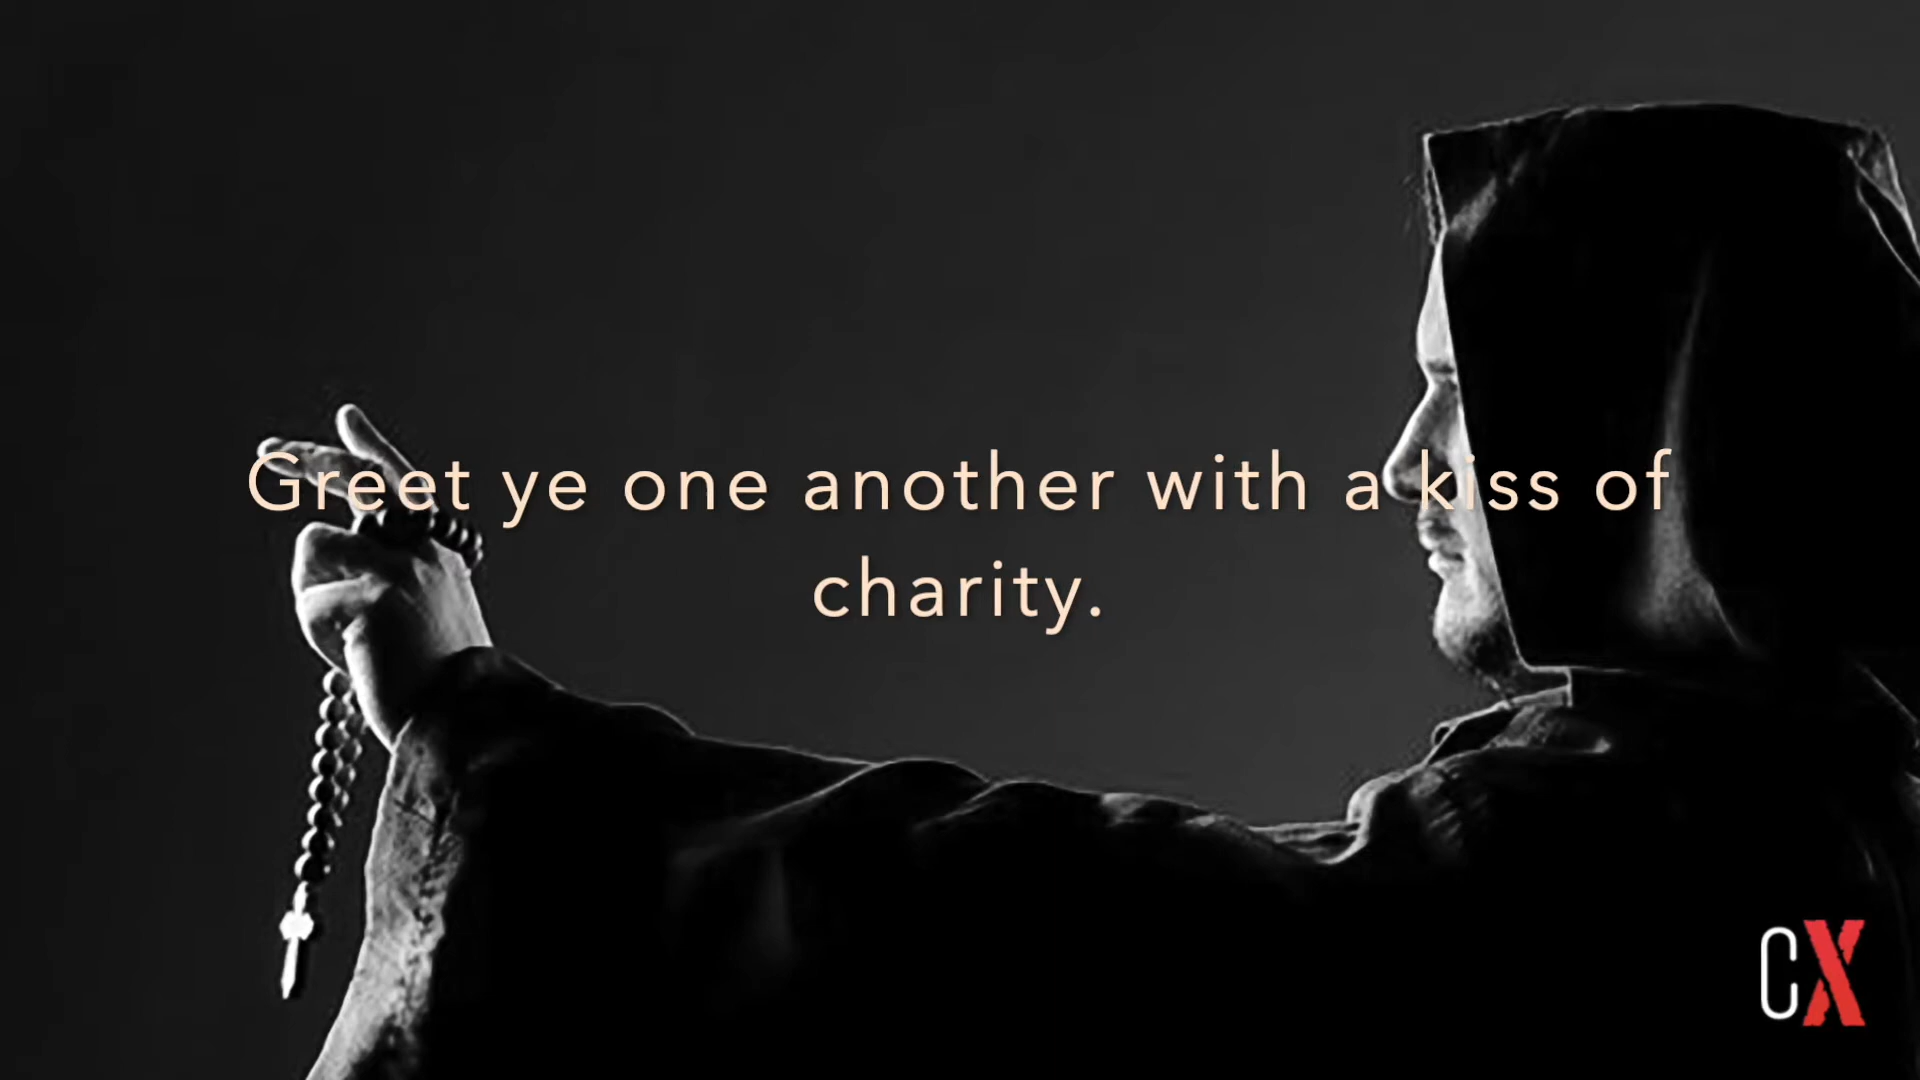 Greet ye one another with a kiss of
charity.
CX